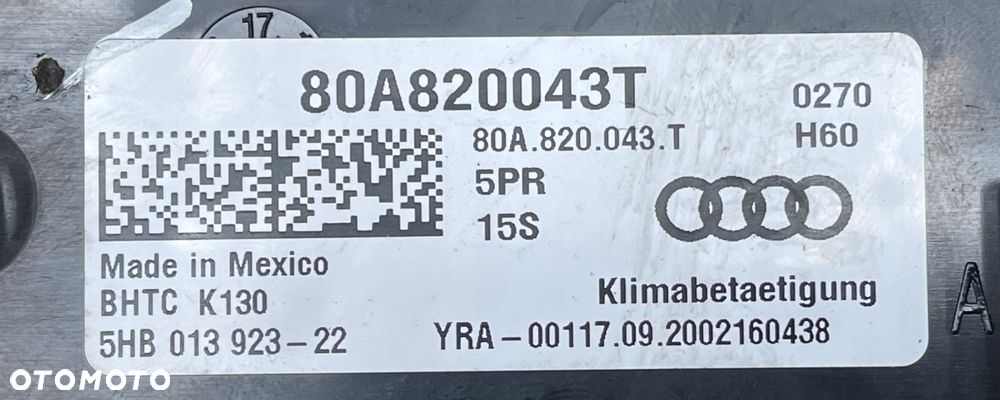 17
80A820043T
0270
80A.820.043.T
H60
5PR
15S
Made in Mexico
BHTC K130
Klimabetaetigung
5HB 013 923-22
YRA-00117.09.2002160438
A
OTOMOTO